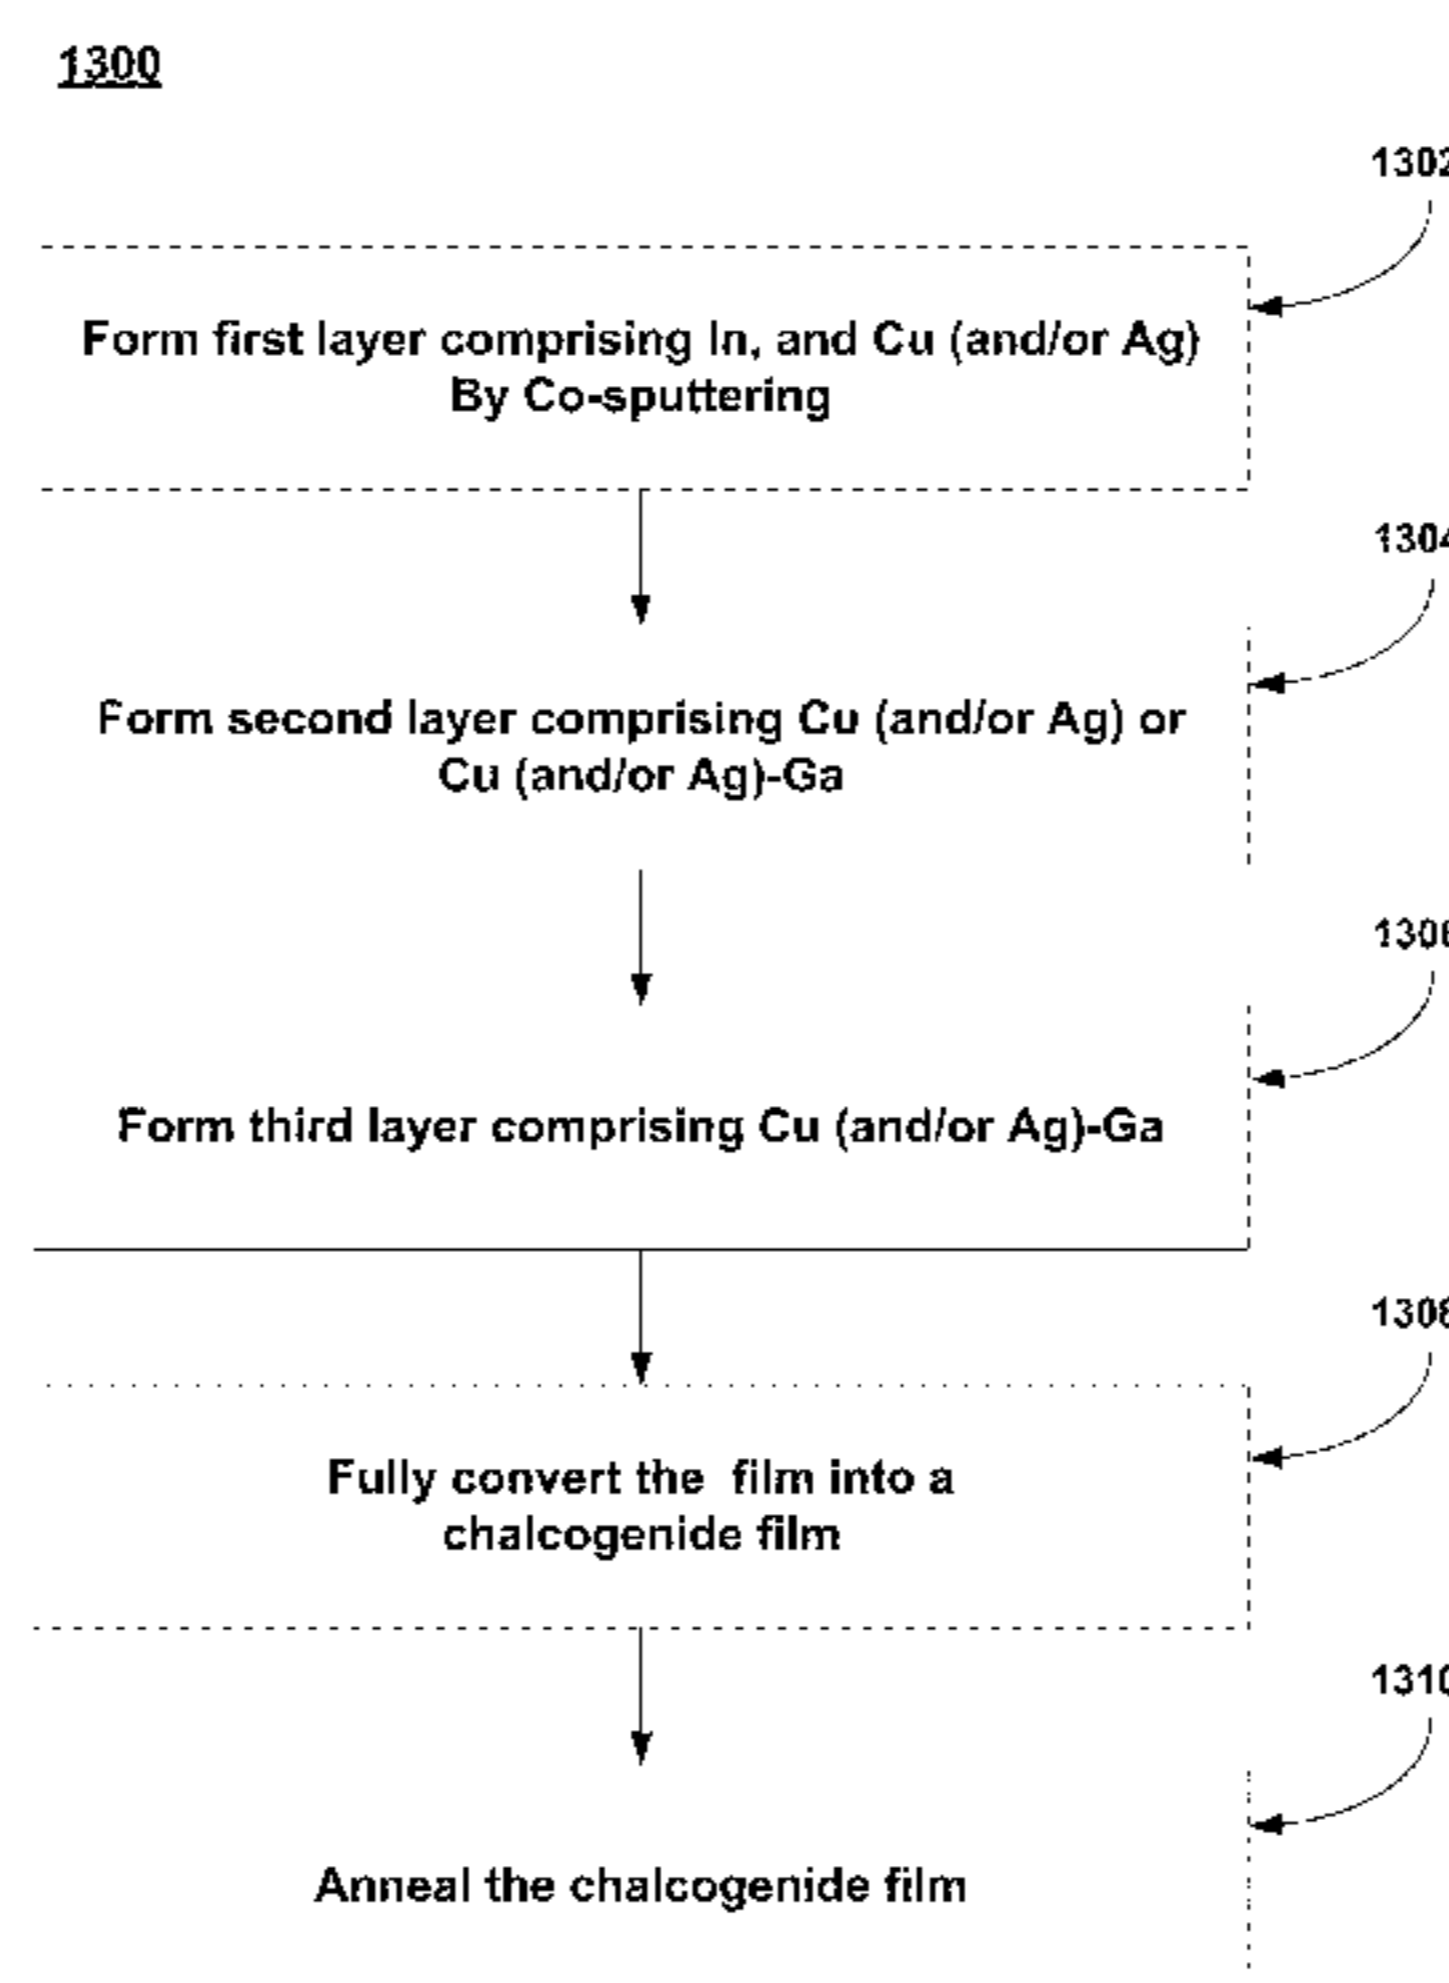 1300
1302
Form first layer comprising In, and Cu (and/or Ag)
By Co-sputtering
1304
Form second layer comprising Cu (and/or Ag) or
Cu (and/or Ag)-Ga
1306
Form third layer comprising Cu (and/or Ag)-Ga
1308
Fully convert the film into a
chalcogenide film
1310
Anneal the chalcogenide film